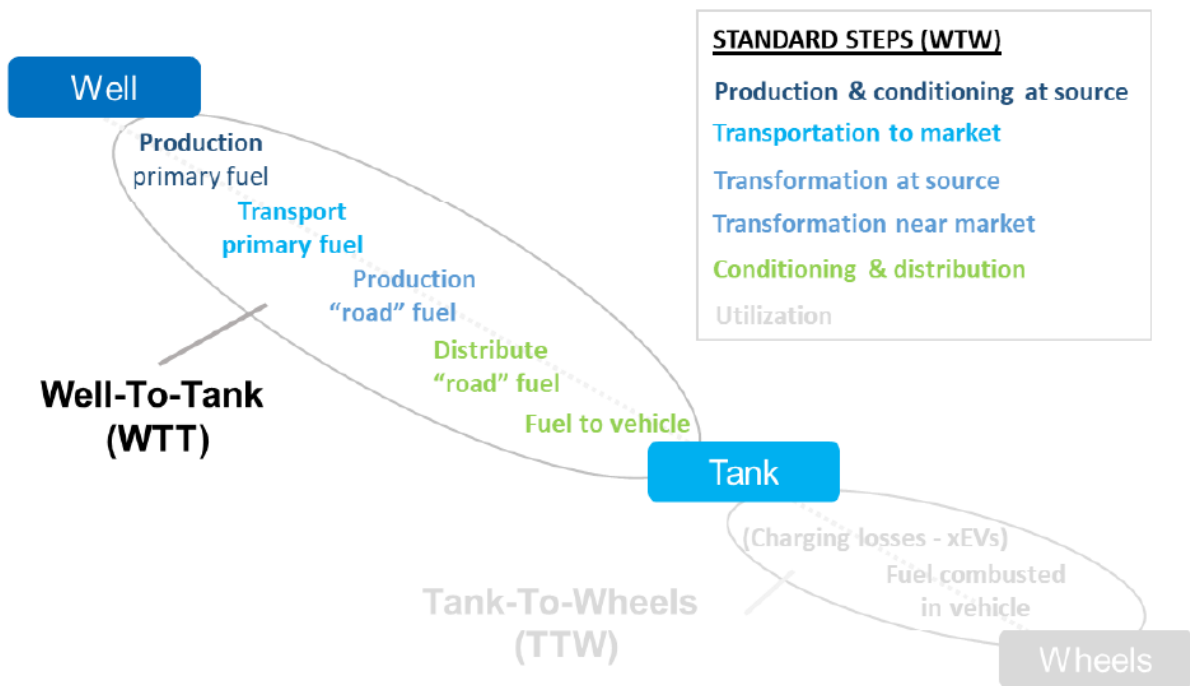 STANDARD STEPS (WTW)
Well
Production & conditioning at source
Production
primary fuel
Transportation to market
Transformation at source
Transport
primary fuel
Transformation near market
Production
“road” fuel
Conditioning & distribution
Utilization
Distribute
“road” fuel
Well-To-Tank
(WTT)
Fuel to vehicle
Tank
(Charging losses - xEVs)
Fuel combusted
in vehicle
Tank-To-Wheels
(TTW)
Wheels